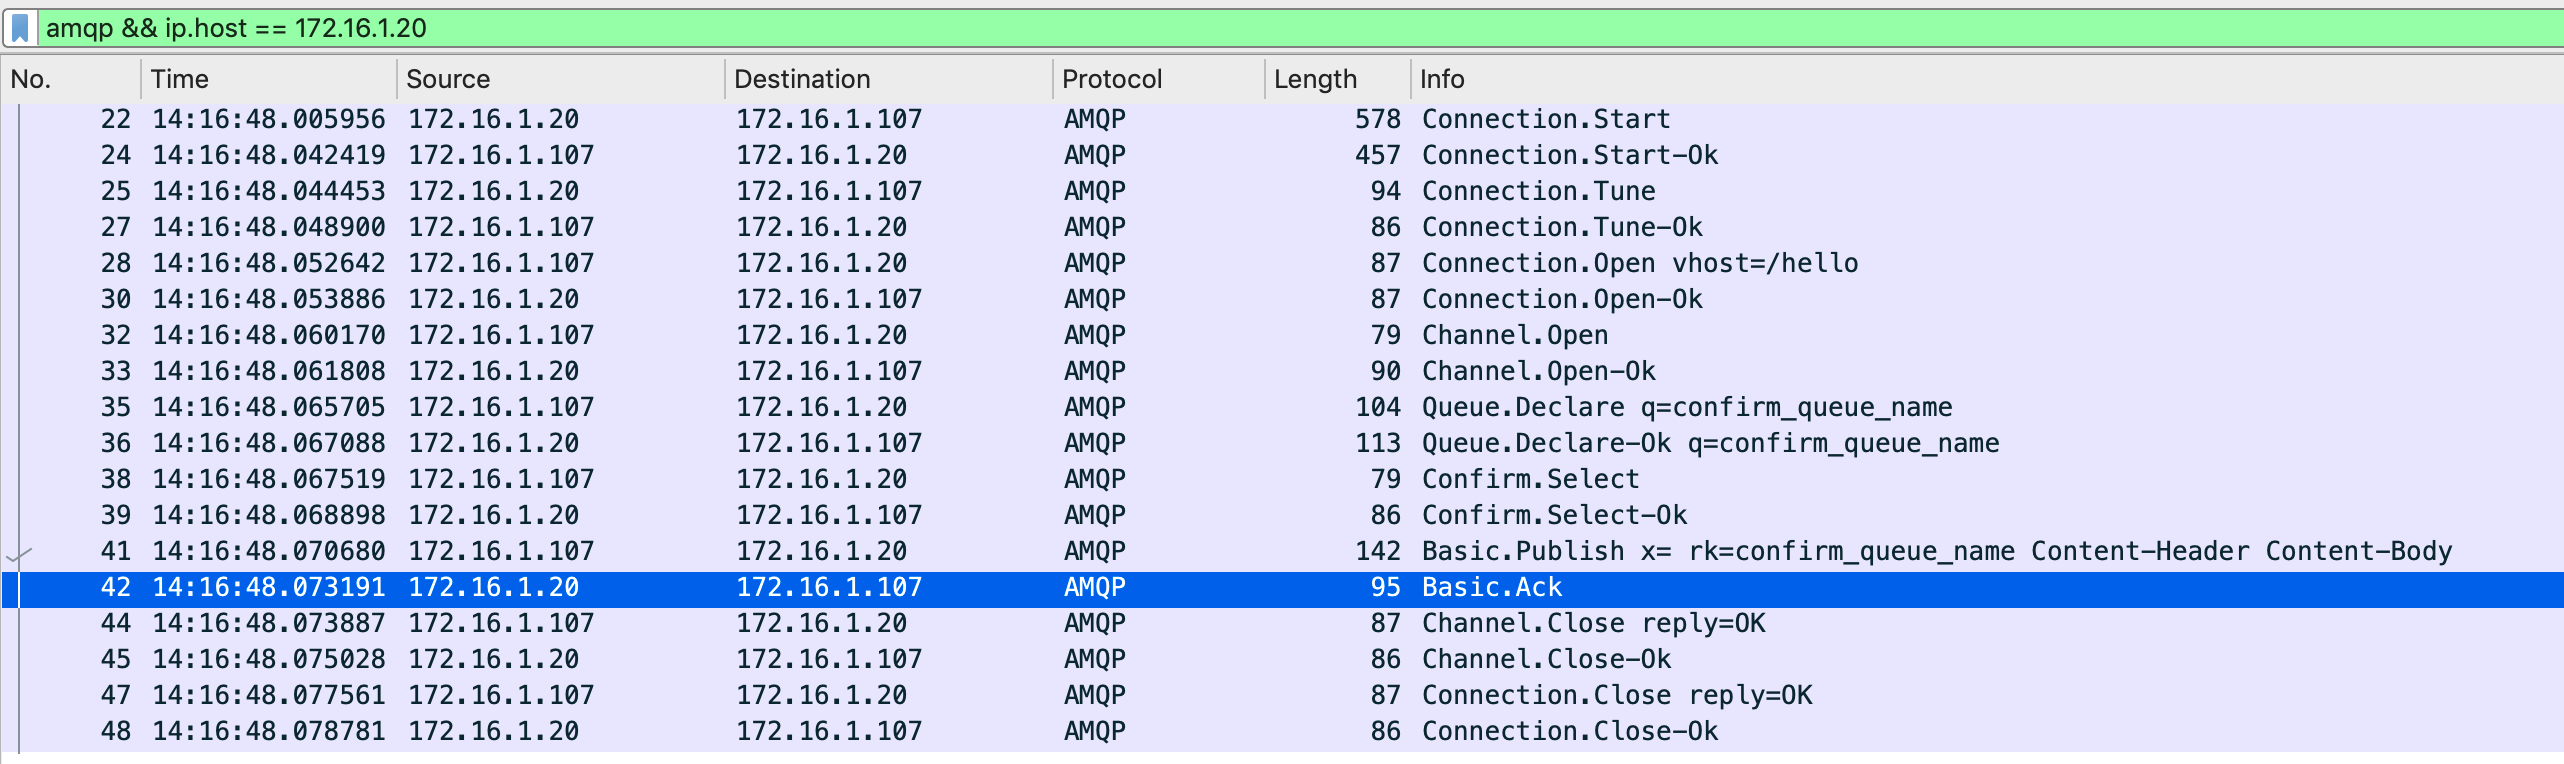 amqp && ip.host == 172.16.1.20
No. Time Source Destination Protocol Length Info
22 14:16:48.005956 172.16.1.20 172.16.1.107 AMQP 578 Connection.Start
24 14:16:48.042419 172.16.1.107 172.16.1.20 AMQP 457 Connection.Start-Ok
25 14:16:48.044453 172.16.1.20 172.16.1.107 AMQP 94 Connection.Tune
27 14:16:48.048900 172.16.1.107 172.16.1.20 AMQP 86 Connection.Tune-Ok
28 14:16:48.052642 172.16.1.107 172.16.1.20 AMQP 87 Connection.Open vhost=/hello
30 14:16:48.053886 172.16.1.20 172.16.1.107 AMQP 87 Connection.Open-Ok
32 14:16:48.060170 172.16.1.107 172.16.1.20 AMQP 79 Channel.Open
33 14:16:48.061808 172.16.1.20 172.16.1.107 AMQP 90 Channel.Open-Ok
35 14:16:48.065705 172.16.1.107 172.16.1.20 AMQP 104 Queue.Declare q=confirm_queue_name
36 14:16:48.067088 172.16.1.20 172.16.1.107 AMQP 113 Queue.Declare-Ok q=confirm_queue_name
38 14:16:48.067519 172.16.1.107 172.16.1.20 AMQP 79 Confirm.Select
39 14:16:48.068898 172.16.1.20 172.16.1.107 AMQP 86 Confirm.Select-Ok
41 14:16:48.070680 172.16.1.107 172.16.1.20 AMQP 142 Basic.Publish x= rk=confirm_queue_name Content-Header Content-Body
42 14:16:48.073191 172.16.1.20 172.16.1.107 AMQP 95 Basic.Ack
44 14:16:48.073887 172.16.1.107 172.16.1.20 AMQP 87 Channel.Close reply=OK
45 14:16:48.075028 172.16.1.20 172.16.1.107 AMQP 86 Channel.Close-Ok
47 14:16:48.077561 172.16.1.107 172.16.1.20 AMQP 87 Connection.Close reply=OK
48 14:16:48.078781 172.16.1.20 172.16.1.107 AMQP 86 Connection.Close-Ok